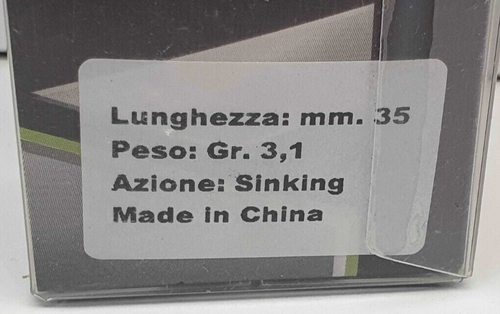 Lunghezza: mm. 35
Peso: Gr. 3,1
Azione: Sinking
Made in China